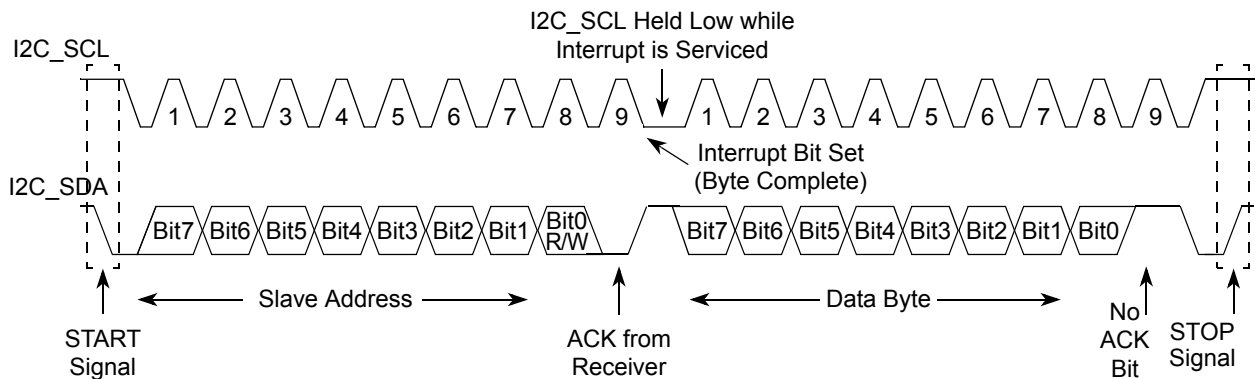 I2C_SCL Held Low while
Interrupt is Serviced
I2C_SCL
1 2 3 4 5 6 7 8 9 1 2 3 4 5 6 7 8 9
Interrupt Bit Set
(Byte Complete)
I2C_SDA
Bit7 Bit6 Bit5 Bit4 Bit3 Bit2 Bit1 Bit0 R/W Bit7 Bit6 Bit5 Bit4 Bit3 Bit2 Bit1 Bit0
Slave Address
Data Byte
START
Signal
ACK from
Receiver
No
ACK
Bit
STOP
Signal